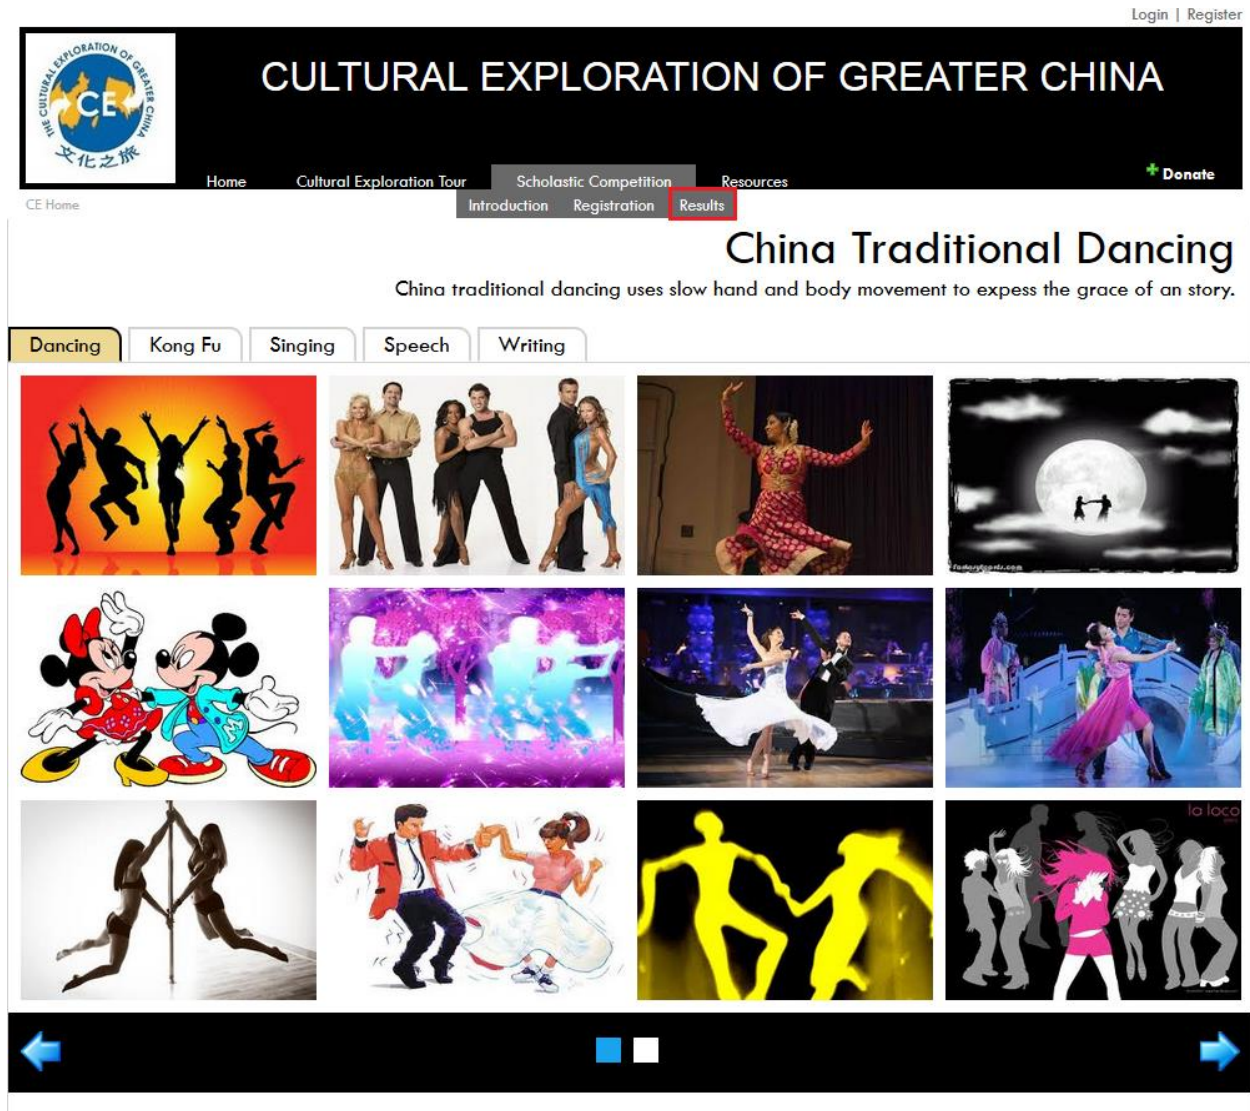 Login | Register
THE CULTURAL EXPLORATION OF GREATER CHINA
CE
文化之旅
CULTURAL EXPLORATION OF GREATER CHINA
Home Cultural Exploration Tour Scholastic Competition Resources
Donate
CE Home
Introduction Registration Results
China Traditional Dancing
China traditional dancing uses slow hand and body movement to expess the grace of an story.
Dancing Kong Fu Singing Speech Writing
M
la loco